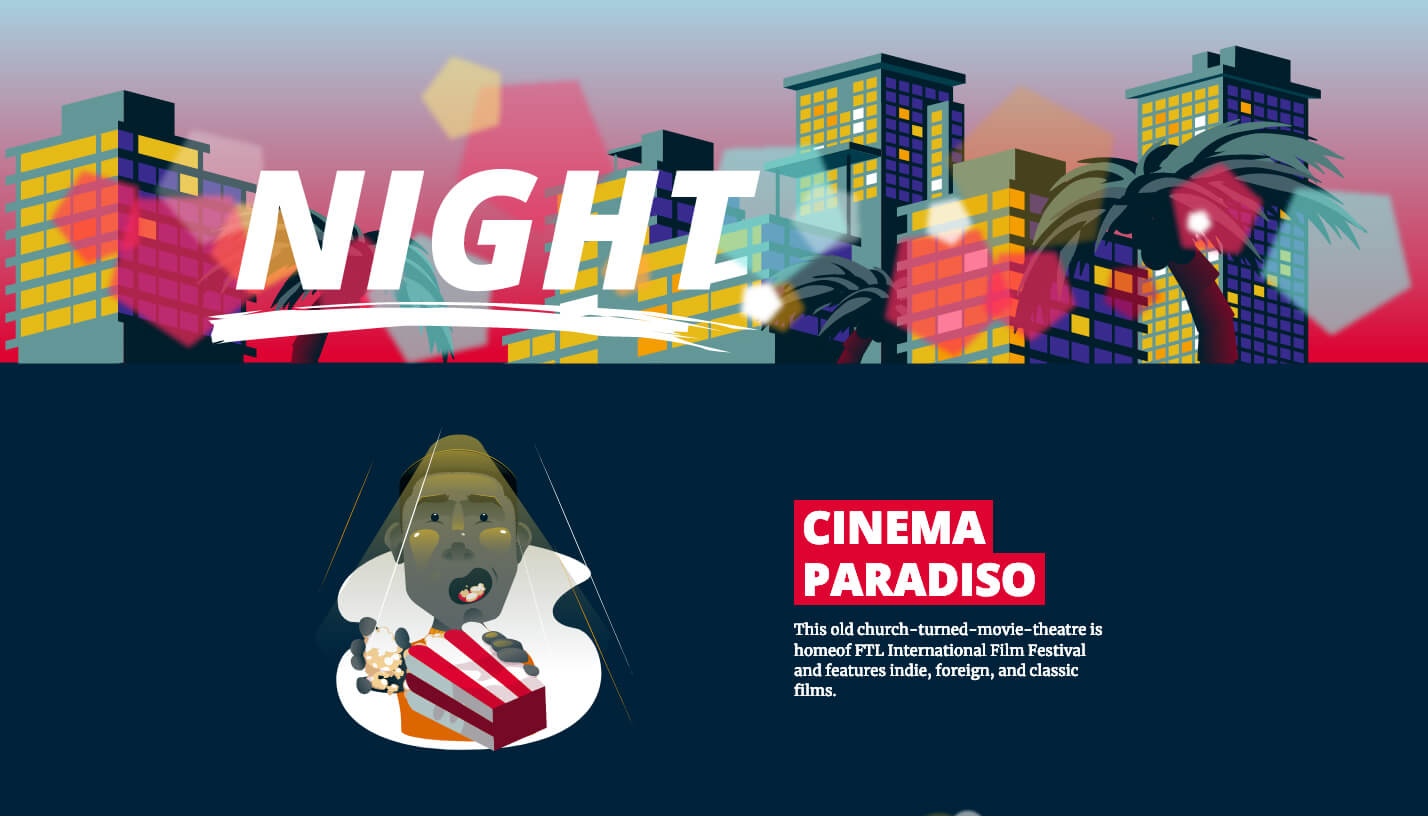 NIGHT
CINEMA
PARADISO
This old church-turned-movie-theatre is
homeof FTL International Film Festival
and features indie, foreign, and classic
films.